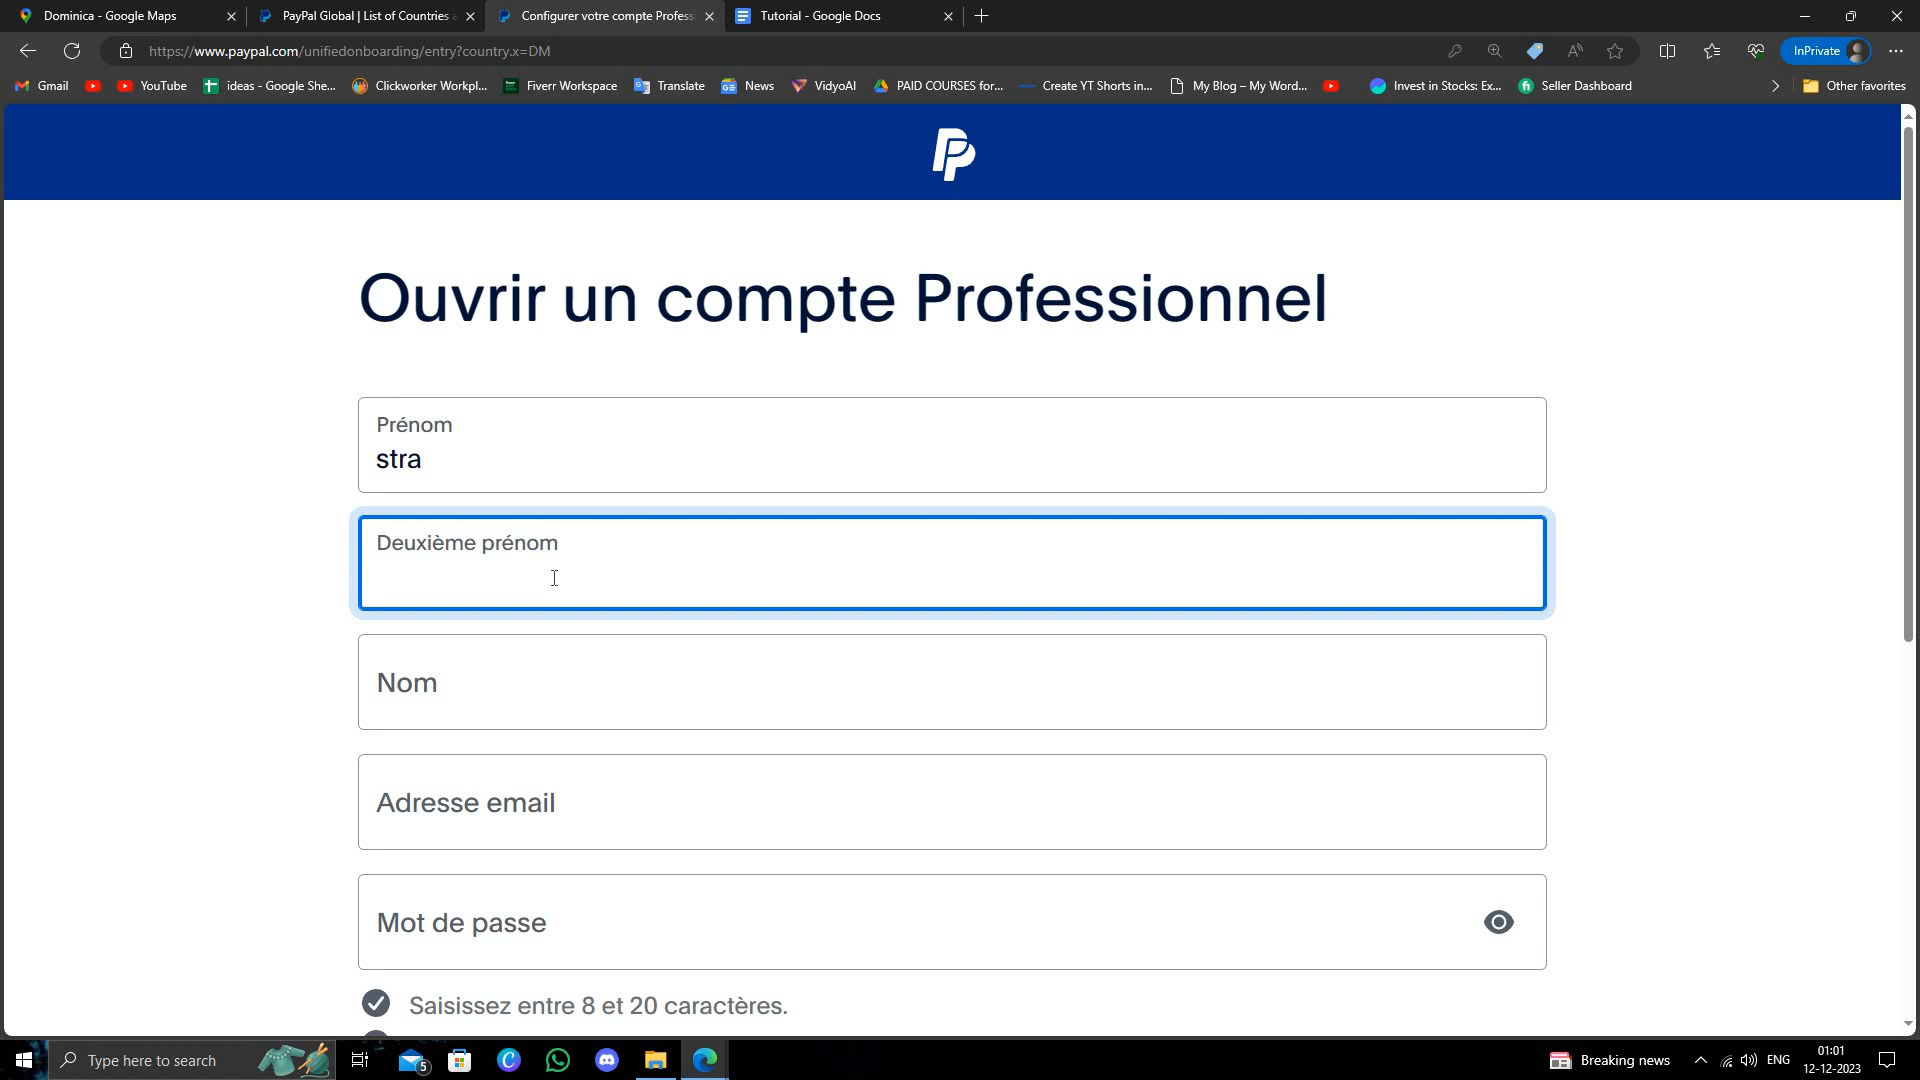 Dominica - Google Maps
PayPal Global | List of Countries
Configurer votre compte Profess
Tutorial - Google Docs
https://www.paypal.com/unifiedonboarding/entry?country.x=DM
InPrivate
Gmail
YouTube
ideas - Google She...
Clickworker Workpl...
Fiverr Workspace
Translate
News
VidyoAI
PAID COURSES for...
Create YT Shorts in...
My Blog – My Word...
Invest in Stocks: Ex...
Seller Dashboard
Other favorites
Ouvrir un compte Professionnel
Prénom
stra
Deuxième prénom
Nom
Adresse email
Mot de passe
Saisissez entre 8 et 20 caractères.
Type here to search
5
Breaking news
ENG
01:01
12-12-2023